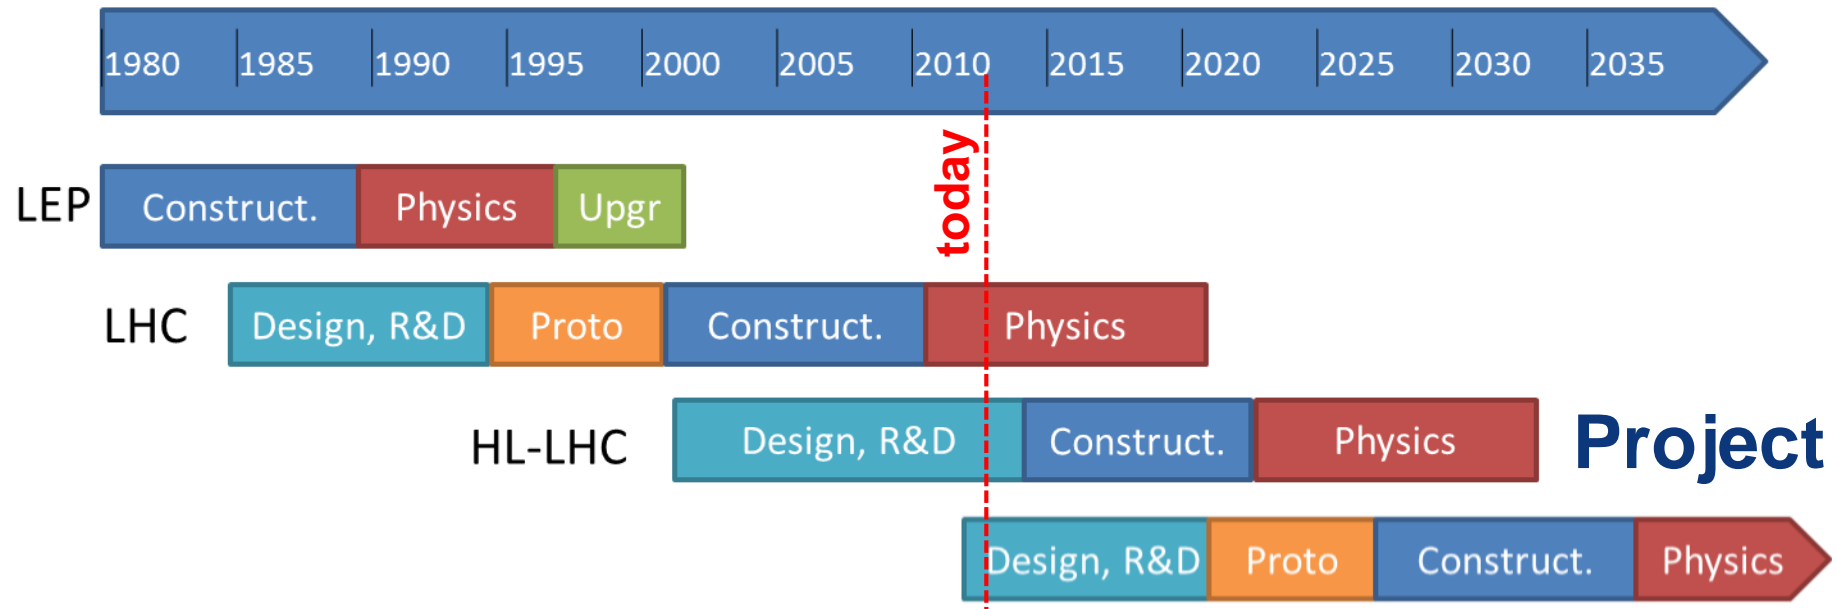 1980 1985 1990 1995 2000 2005 2010 2015 2020 2025 2030 2035
today
LEP Construct. Physics Upgr
LHC Design, R&D Proto Construct. Physics
HL-LHC Design, R&D Construct. Physics Project
Design, R&D Proto Construct. Physics